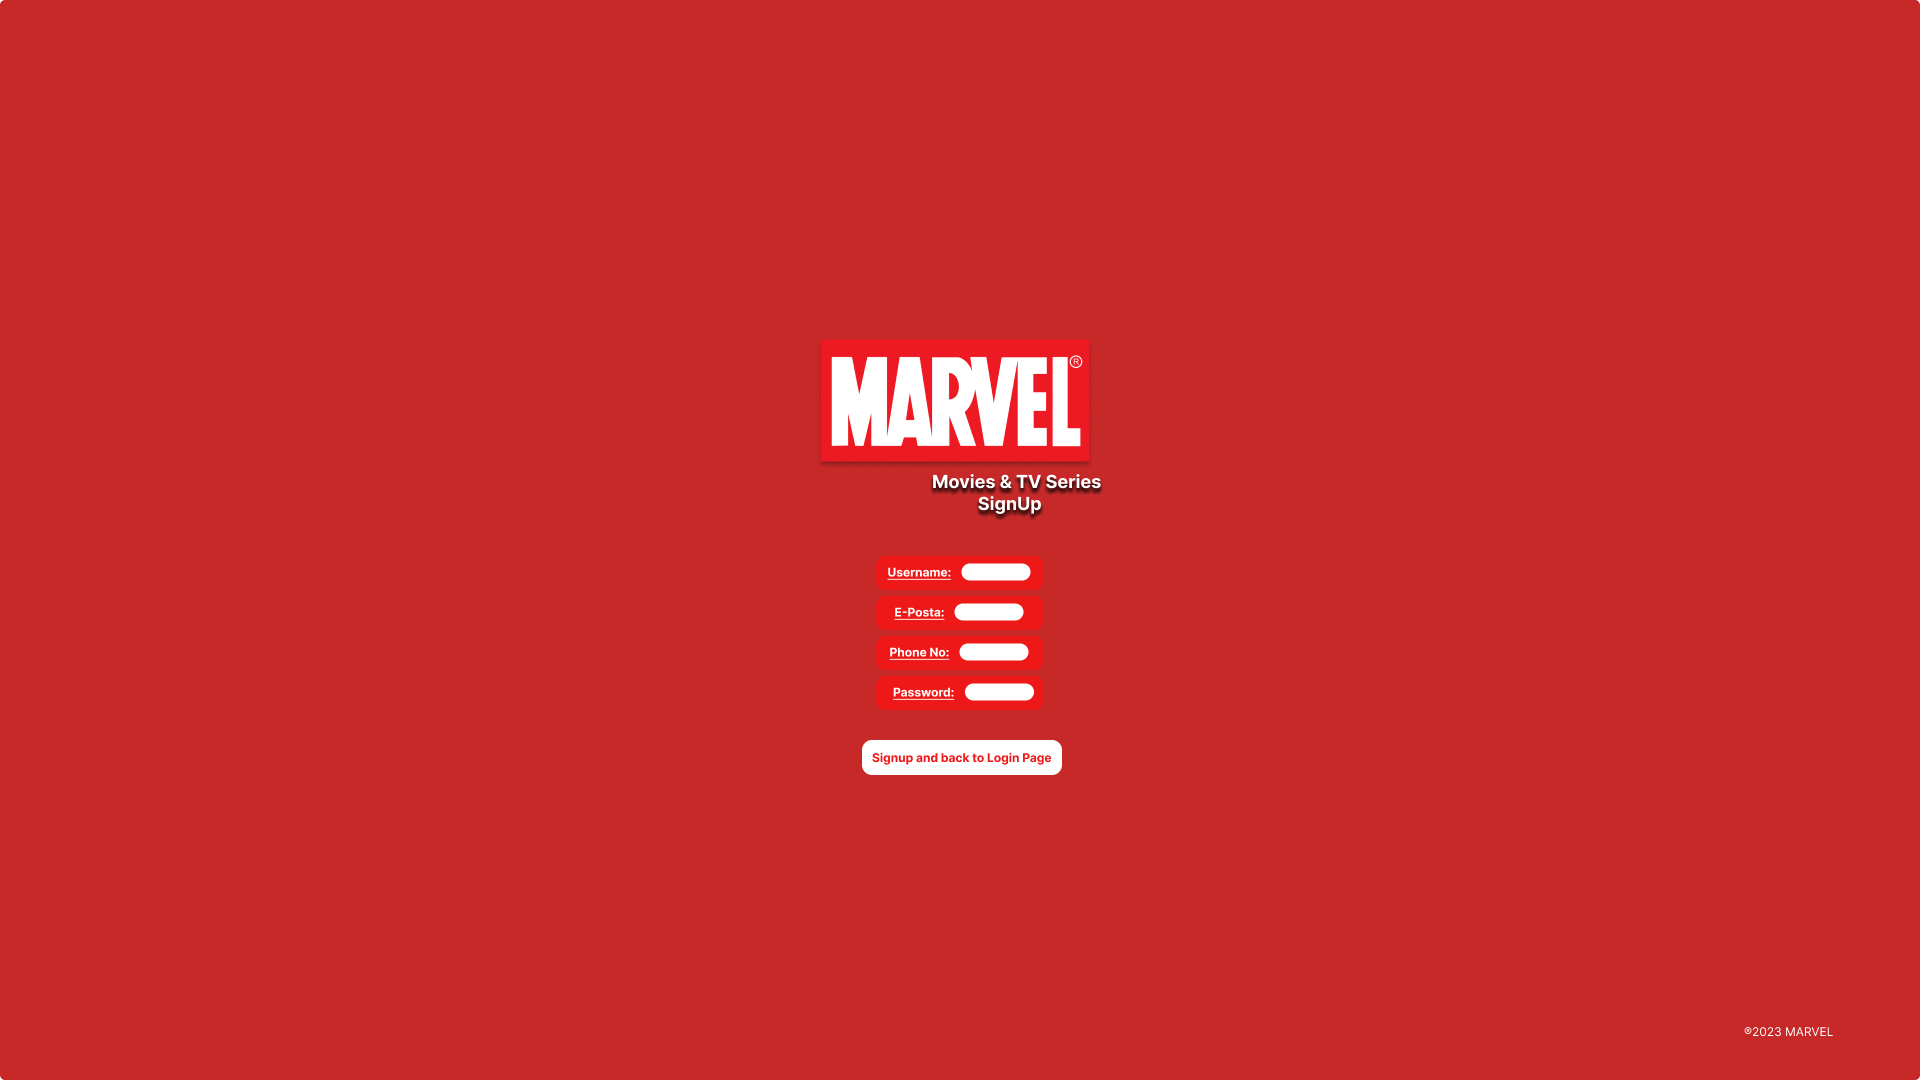 MARVEL®
Movies & TV Series
SignUp
Username:
E-Posta:
Phone No:
Password:
Signup and back to Login Page
®2023 MARVEL